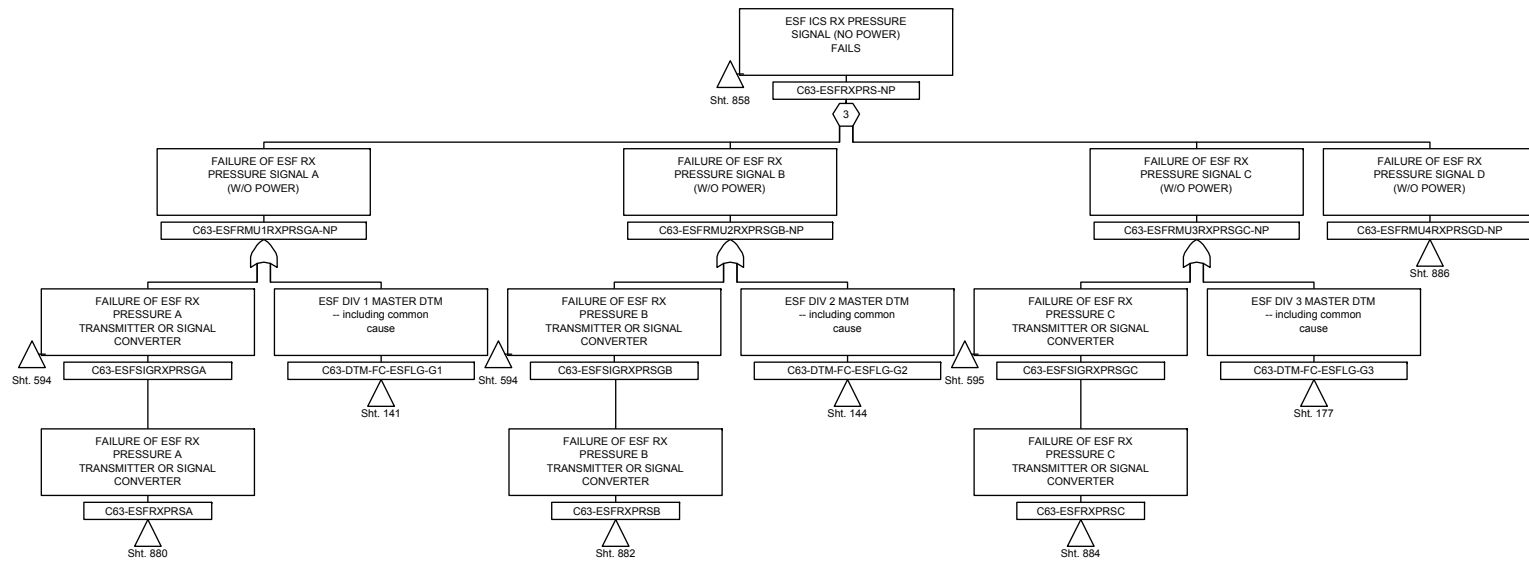 ESF ICS RX PRESSURE
SIGNAL (NO POWER)
FAILS
Sht. 858
C63-ESFRXPRS-NP
3
FAILURE OF ESF RX
PRESSURE SIGNAL A
(W/O POWER)
C63-ESFRMU1RXPRSGA-NP
FAILURE OF ESF RX
PRESSURE SIGNAL B
(W/O POWER)
C63-ESFRMU2RXPRSGB-NP
FAILURE OF ESF RX
PRESSURE SIGNAL C
(W/O POWER)
C63-ESFRMU3RXPRSGC-NP
FAILURE OF ESF RX
PRESSURE SIGNAL D
(W/O POWER)
C63-ESFRMU4RXPRSGD-NP
Sht. 886
FAILURE OF ESF RX
PRESSURE A
TRANSMITTER OR SIGNAL
CONVERTER
Sht. 594
C63-ESFSIGRXPRSGA
ESF DIV 1 MASTER DTM
-- including common
cause
C63-DTM-FC-ESFLG-G1
Sht. 141
FAILURE OF ESF RX
PRESSURE B
TRANSMITTER OR SIGNAL
CONVERTER
Sht. 594
C63-ESFSIGRXPRSGB
ESF DIV 2 MASTER DTM
-- including common
cause
C63-DTM-FC-ESFLG-G2
Sht. 144
FAILURE OF ESF RX
PRESSURE C
TRANSMITTER OR SIGNAL
CONVERTER
Sht. 595
C63-ESFSIGRXPRSGC
ESF DIV 3 MASTER DTM
-- including common
cause
C63-DTM-FC-ESFLG-G3
Sht. 177
FAILURE OF ESF RX
PRESSURE A
TRANSMITTER OR SIGNAL
CONVERTER
C63-ESFRXPRSA
Sht. 880
FAILURE OF ESF RX
PRESSURE B
TRANSMITTER OR SIGNAL
CONVERTER
C63-ESFRXPRSB
Sht. 882
FAILURE OF ESF RX
PRESSURE C
TRANSMITTER OR SIGNAL
CONVERTER
C63-ESFRXPRSC
Sht. 884